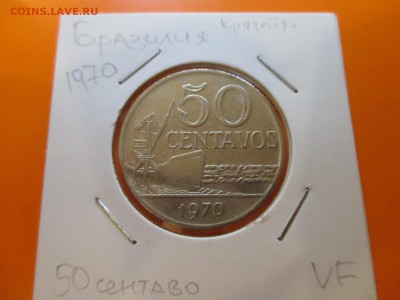 COINS.LAVE.RU
Бразилия
Крузейро
1970
50
CENTAVOS
1970
50 сентаво
VF